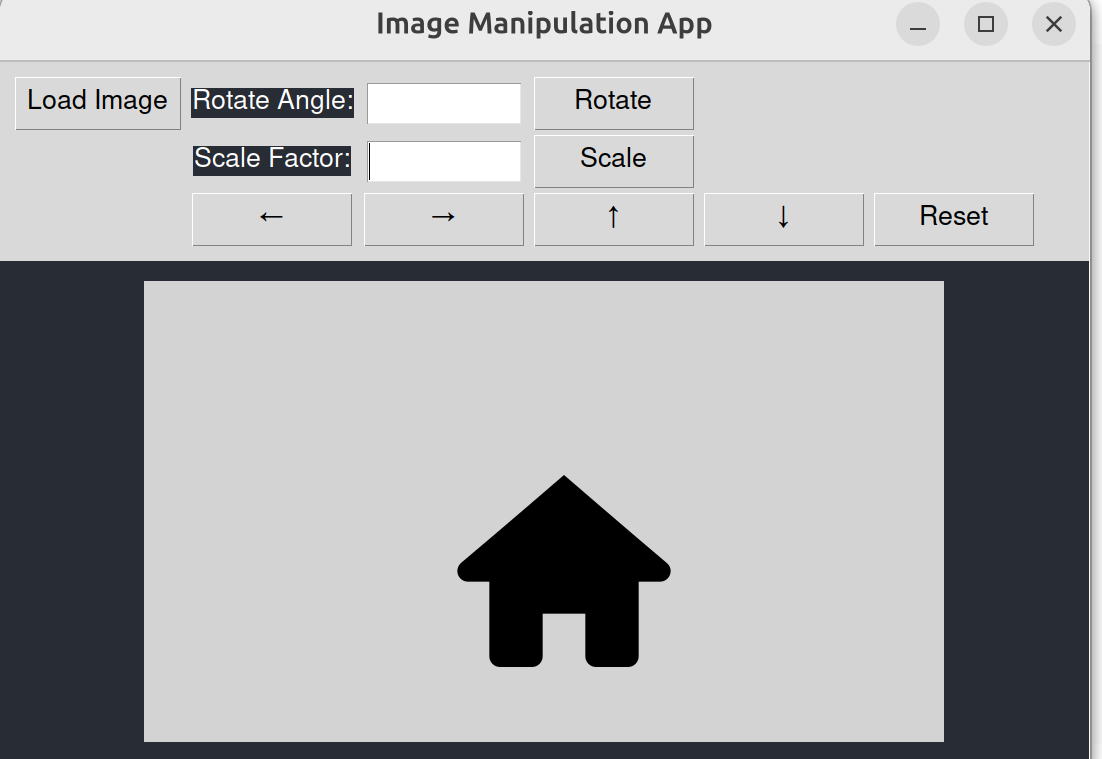 Image Manipulation App
Load Image Rotate Angle: Rotate
Scale Factor: Scale
← → ↑ ↓ Reset